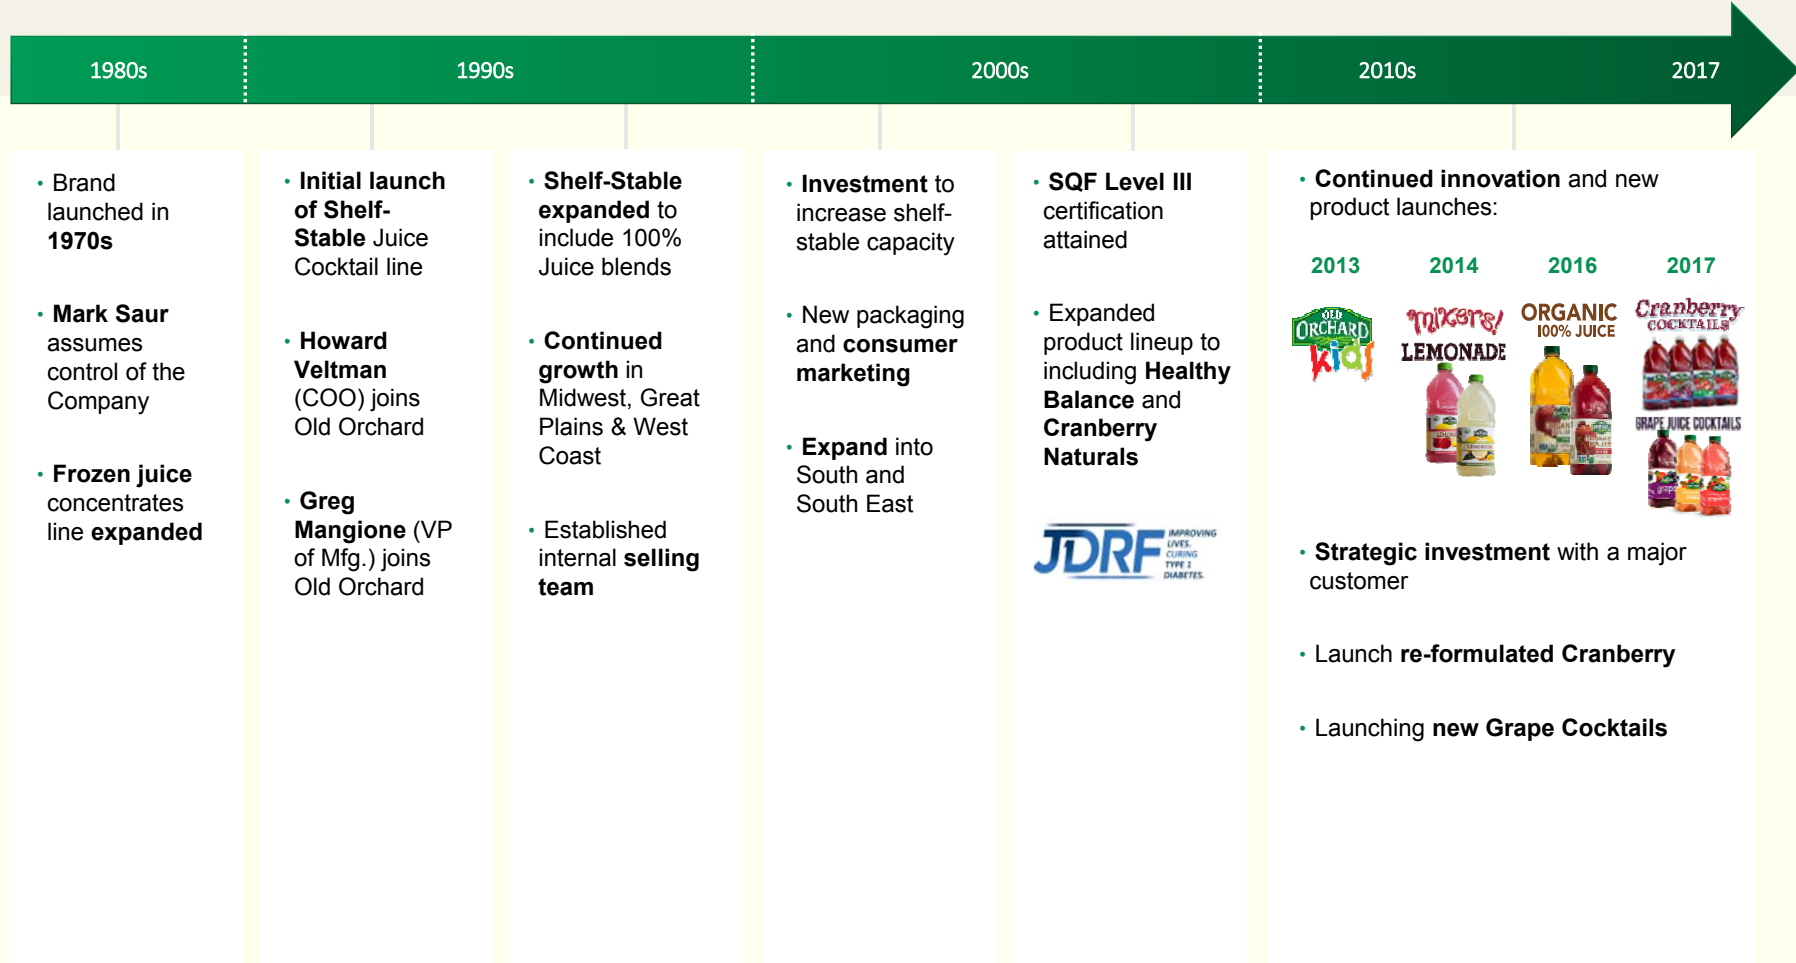 1980s
1990s
2000s
2010s
2017
• Brand
launched in
1970s
• Mark Saur
assumes
control of the
Company
• Frozen juice
concentrates
line expanded
• Initial launch
of Shelf-
Stable Juice
Cocktail line
• Howard
Veltman
(COO) joins
Old Orchard
• Greg
Mangione (VP
of Mfg.) joins
Old Orchard
• Shelf-Stable
expanded to
include 100%
Juice blends
• Continued
growth in
Midwest, Great
Plains & West
Coast
• Established
internal selling
team
• Investment to
increase shelf-
stable capacity
• New packaging
and consumer
marketing
• Expand into
South and
South East
• SQF Level III
certification
attained
• Expanded
product lineup to
including Healthy
Balance and
Cranberry
Naturals
JDRF
IMPROVING
LIVES.
CURING
TYPE 1
DIABETES.
• Continued innovation and new
product launches:
2013
2014
2016
2017
OLD
ORCHARD
kids
mixers!
LEMONADE
ORGANIC
100% JUICE
Cranberry
COCKTAILS
GRAPE JUICE COCKTAILS
• Strategic investment with a major
customer
• Launch re-formulated Cranberry
• Launching new Grape Cocktails